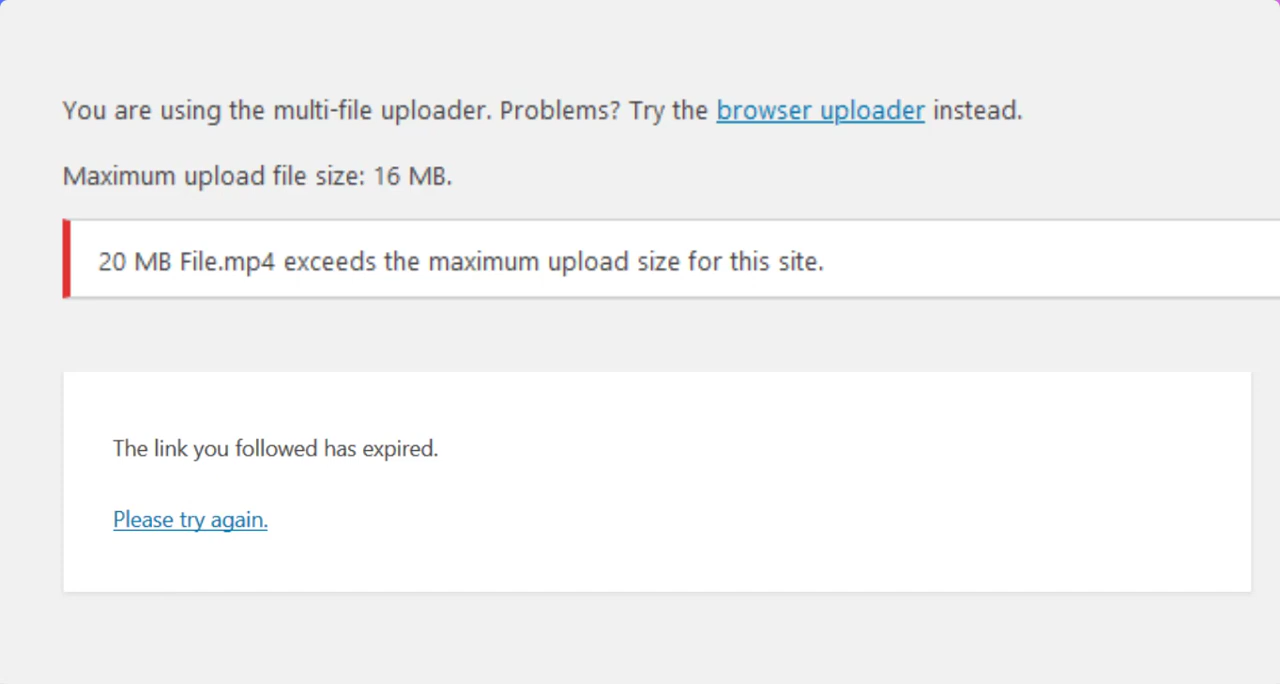 You are using the multi-file uploader. Problems? Try the browser uploader instead.
Maximum upload file size: 16 MB.
20 MB File.mp4 exceeds the maximum upload size for this site.
The link you followed has expired.
Please try again.